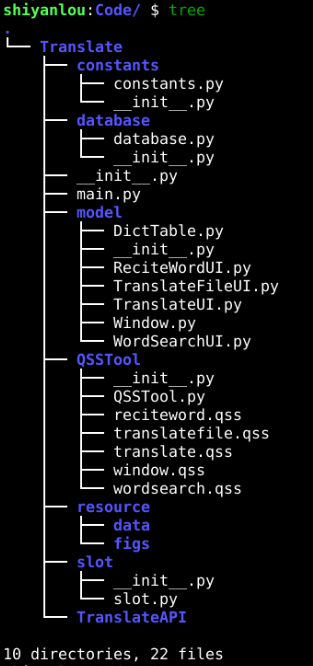 shiyanlou:Code/ $ tree
.
└── Translate
    ├── constants
    │   ├── constants.py
    │   └── __init__.py
    ├── database
    │   ├── database.py
    │   └── __init__.py
    ├── __init__.py
    ├── main.py
    ├── model
    │   ├── DictTable.py
    │   ├── __init__.py
    │   ├── ReciteWordUI.py
    │   ├── TranslateFileUI.py
    │   ├── TranslateUI.py
    │   ├── Window.py
    │   └── WordSearchUI.py
    ├── QSSTool
    │   ├── __init__.py
    │   ├── QSSTool.py
    │   ├── reciteword.qss
    │   ├── translatefile.qss
    │   ├── translate.qss
    │   ├── window.qss
    │   └── wordsearch.qss
    ├── resource
    │   ├── data
    │   └── figs
    ├── slot
    │   ├── __init__.py
    │   └── slot.py
    └── TranslateAPI

10 directories, 22 files